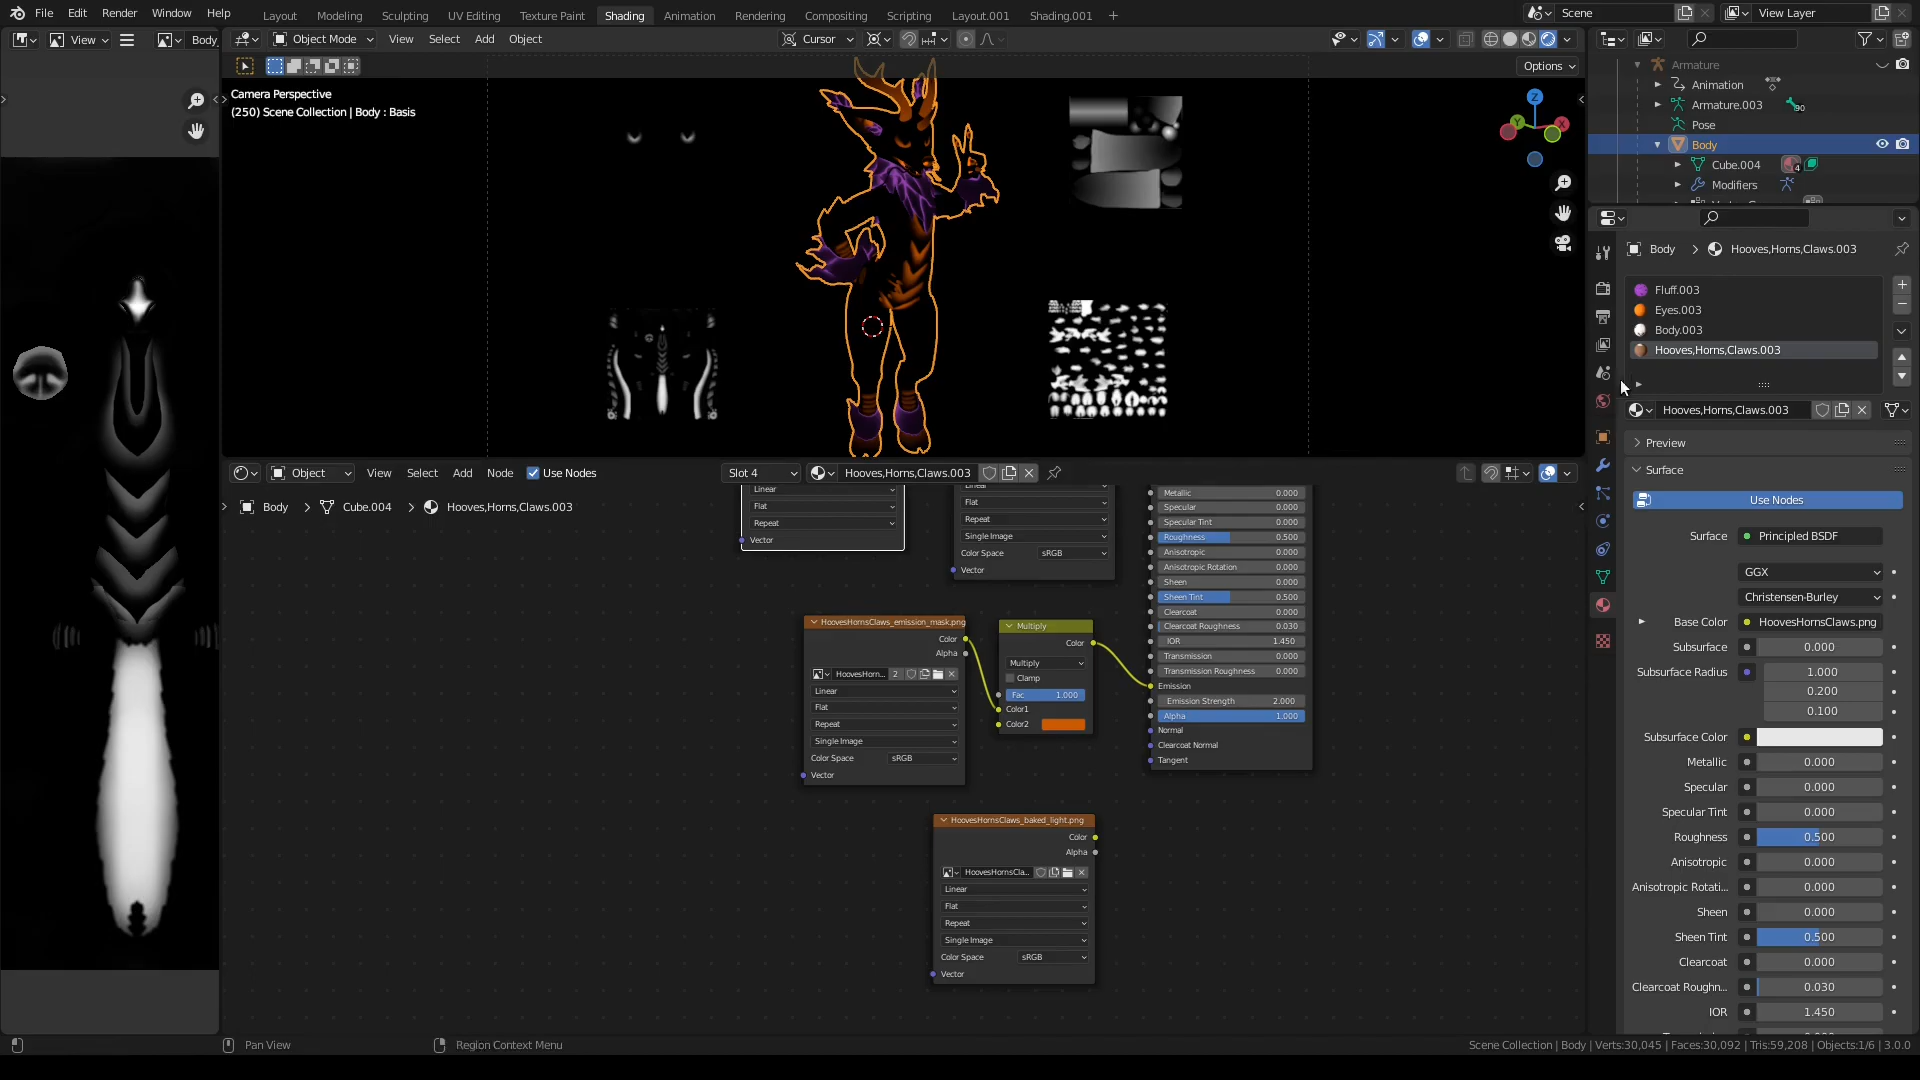 File Edit Render Window Help Layout Modeling Sculpting UV Editing Texture Paint Shading Animation Rendering Compositing Scripting Layout.001 Shading.001 + Scene View Layer
View Body Object Mode View Select Add Object Cursor
Options
Camera Perspective
(250) Scene Collection | Body : Basis
Z
Y
X
Armature
Animation
Armature.003 90
Pose
Body
Cube.004 4
Modifiers
Body > Hooves,Horns,Claws.003
Fluff.003
Eyes.003
Body.003
Hooves,Horns,Claws.003
Hooves,Horns,Claws.003
Preview
Surface
Use Nodes
Surface Principled BSDF
GGX
Christensen-Burley
Base Color HoovesHornsClaws.png
Subsurface 0.000
Subsurface Radius 1.000
0.200
0.100
Subsurface Color
Metallic 0.000
Specular 0.000
Specular Tint 0.000
Roughness 0.500
Anisotropic 0.000
Anisotropic Rotati... 0.000
Sheen 0.000
Sheen Tint 0.500
Clearcoat 0.000
Clearcoat Roughn... 0.030
IOR 1.450
Object View Select Add Node Use Nodes Slot 4 Hooves,Horns,Claws.003
Body > Cube.004 > Hooves,Horns,Claws.003
Linear
Flat
Repeat
Vector
Linear
Flat
Repeat
Single Image
Color Space sRGB
Vector
Metallic 0.000
Specular 0.000
Specular Tint 0.000
Roughness 0.500
Anisotropic 0.000
Anisotropic Rotation 0.000
Sheen 0.000
Sheen Tint 0.500
Clearcoat 0.000
Clearcoat Roughness 0.030
IOR 1.450
Transmission 0.000
Transmission Roughness 0.000
Emission
Emission Strength 2.000
Alpha 1.000
Normal
Clearcoat Normal
Tangent
HoovesHornsClaws_emission_mask.png
Color
Alpha
HoovesHorn... 2
Linear
Flat
Repeat
Single Image
Color Space sRGB
Vector
Multiply
Color
Multiply
Clamp
Fac 1.000
Color1
Color2
HoovesHornsClaws_baked_light.png
Color
Alpha
HoovesHornsCla...
Linear
Flat
Repeat
Single Image
Color Space sRGB
Vector
Pan View Region Context Menu Scene Collection | Body | Verts:30,045 | Faces:30,092 | Tris:59,208 | Objects:1/6 | 3.0.0